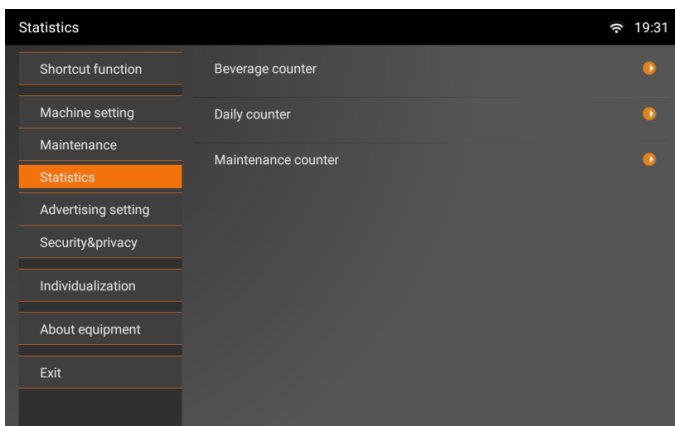 Statistics
19:31
Shortcut function
Machine setting
Maintenance
Statistics
Advertising setting
Security&privacy
Individualization
About equipment
Exit
Beverage counter
Daily counter
Maintenance counter